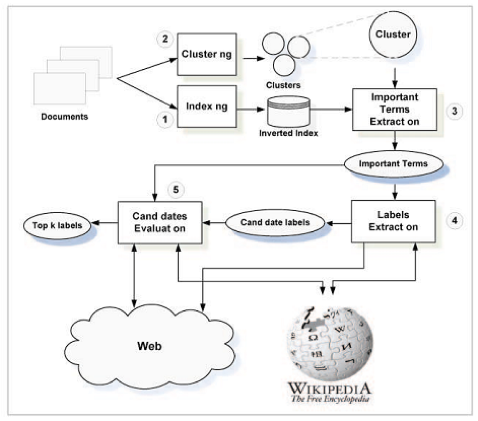 2
Cluster ng
Clusters
Cluster
Documents
1
Index ng
Inverted Index
Important
Terms
Extract on
3
Important Terms
5
Cand dates
Evaluat on
Top k labels
Cand date labels
Labels
Extract on
4
Web
WIKIPEDIA
The Free Encyclopedia